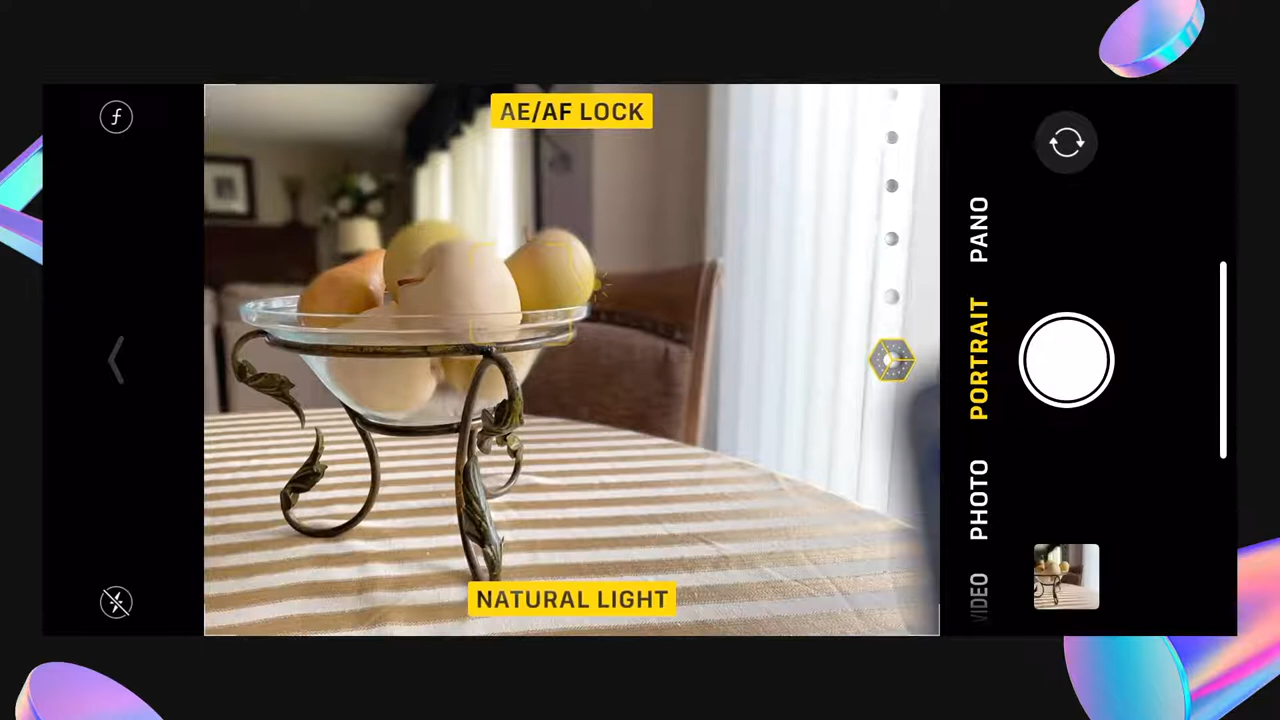 AE/AF LOCK
NATURAL LIGHT
PANO
PORTRAIT
PHOTO
VIDEO
f